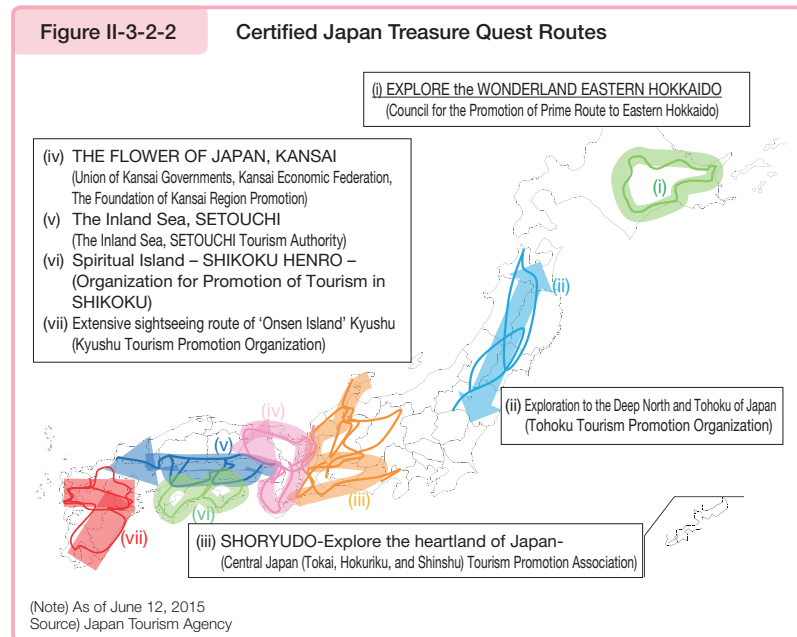 Figure II-3-2-2
Certified Japan Treasure Quest Routes
(i) EXPLORE the WONDERLAND EASTERN HOKKAIDO
(Council for the Promotion of Prime Route to Eastern Hokkaido)
(iv) THE FLOWER OF JAPAN, KANSAI
(Union of Kansai Governments, Kansai Economic Federation,
The Foundation of Kansai Region Promotion)
(v) The Inland Sea, SETOUCHI
(The Inland Sea, SETOUCHI Tourism Authority)
(vi) Spiritual Island – SHIKOKU HENRO –
(Organization for Promotion of Tourism in
SHIKOKU)
(vii) Extensive sightseeing route of ‘Onsen Island’ Kyushu
(Kyushu Tourism Promotion Organization)
(i)
(ii)
(ii) Exploration to the Deep North and Tohoku of Japan
(Tohoku Tourism Promotion Organization)
(iv)
(v)
(iii)
(vi)
(vii)
(iii) SHORYUDO-Explore the heartland of Japan-
(Central Japan (Tokai, Hokuriku, and Shinshu) Tourism Promotion Association)
(Note) As of June 12, 2015
Source) Japan Tourism Agency